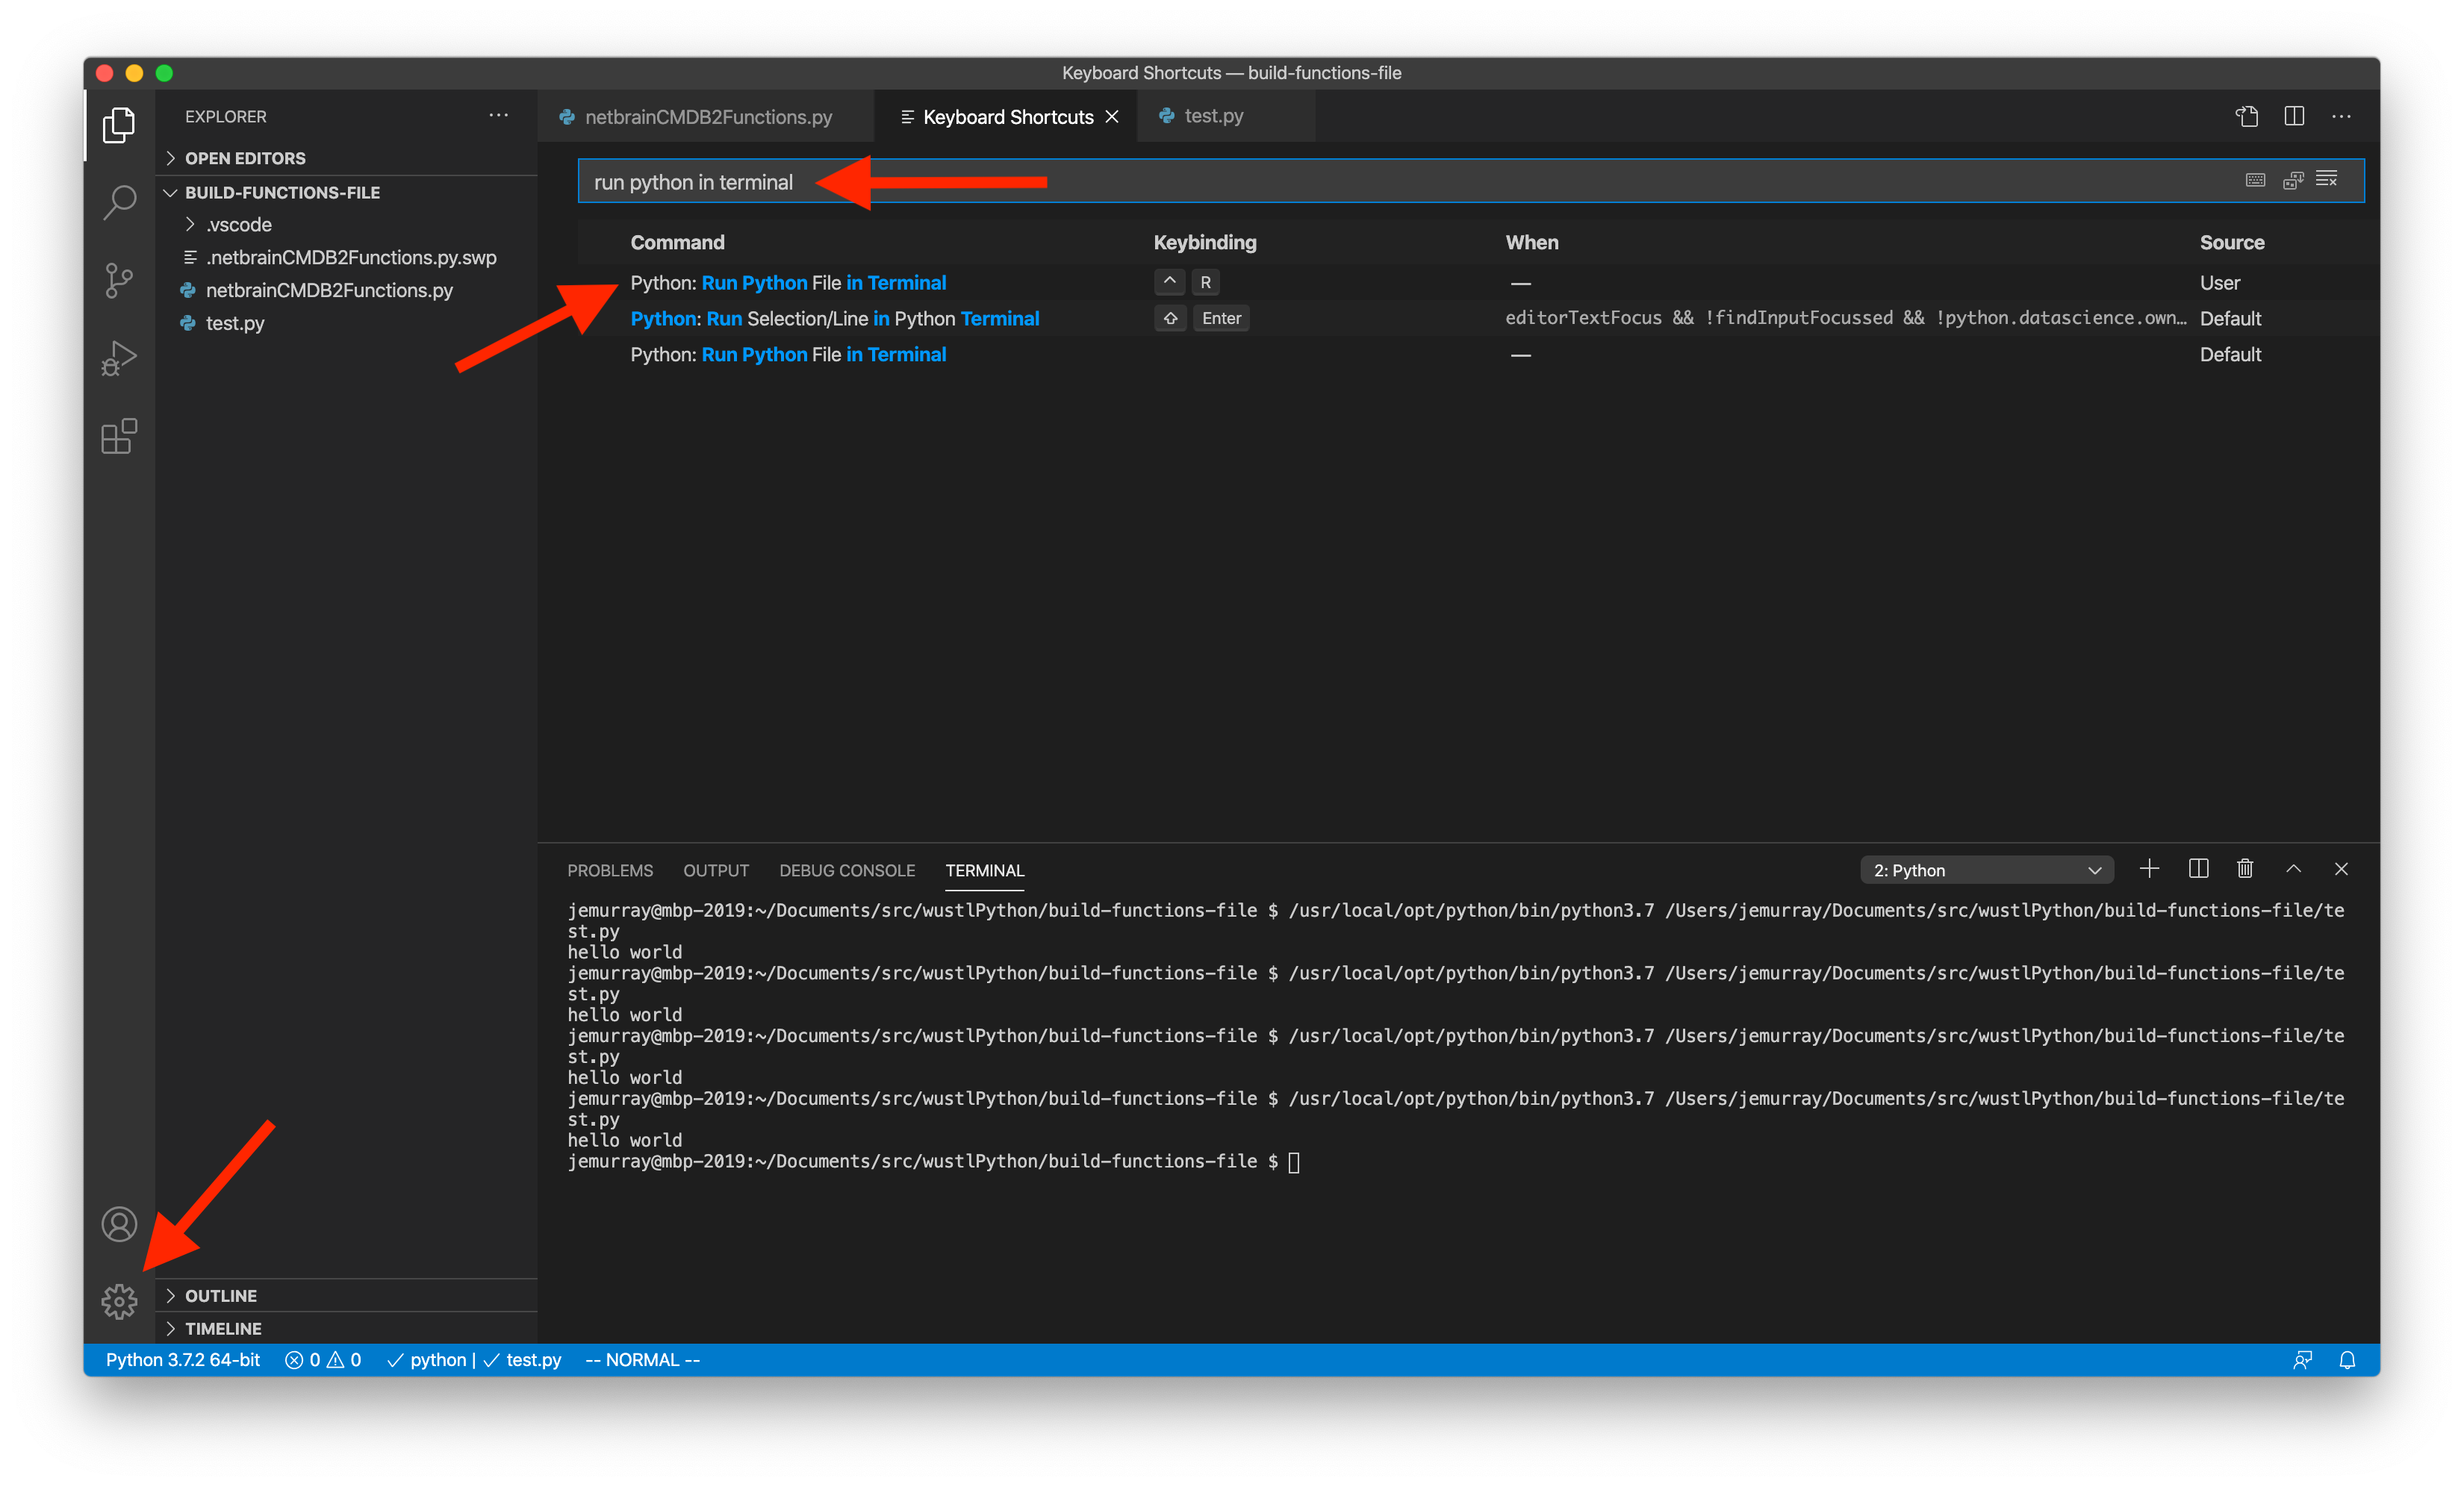 Keyboard Shortcuts — build-functions-file
EXPLORER
netbrainCMDB2Functions.py
Keyboard Shortcuts
test.py
OPEN EDITORS
BUILD-FUNCTIONS-FILE
.vscode
.netbrainCMDB2Functions.py.swp
netbrainCMDB2Functions.py
test.py
run python in terminal
Command Keybinding When Source
Python: Run Python File in Terminal ^ R — User
Python: Run Selection/Line in Python Terminal ⇧ Enter editorTextFocus && !findInputFocussed && !python.datascience.own… Default
Python: Run Python File in Terminal — Default
PROBLEMS OUTPUT DEBUG CONSOLE TERMINAL 2: Python
jemurray@mbp-2019:~/Documents/src/wustlPython/build-functions-file $ /usr/local/opt/python/bin/python3.7 /Users/jemurray/Documents/src/wustlPython/build-functions-file/te
st.py
hello world
jemurray@mbp-2019:~/Documents/src/wustlPython/build-functions-file $ /usr/local/opt/python/bin/python3.7 /Users/jemurray/Documents/src/wustlPython/build-functions-file/te
st.py
hello world
jemurray@mbp-2019:~/Documents/src/wustlPython/build-functions-file $ /usr/local/opt/python/bin/python3.7 /Users/jemurray/Documents/src/wustlPython/build-functions-file/te
st.py
hello world
jemurray@mbp-2019:~/Documents/src/wustlPython/build-functions-file $ /usr/local/opt/python/bin/python3.7 /Users/jemurray/Documents/src/wustlPython/build-functions-file/te
st.py
hello world
jemurray@mbp-2019:~/Documents/src/wustlPython/build-functions-file $
OUTLINE
TIMELINE
Python 3.7.2 64-bit 0 0 ✓ python | ✓ test.py -- NORMAL --